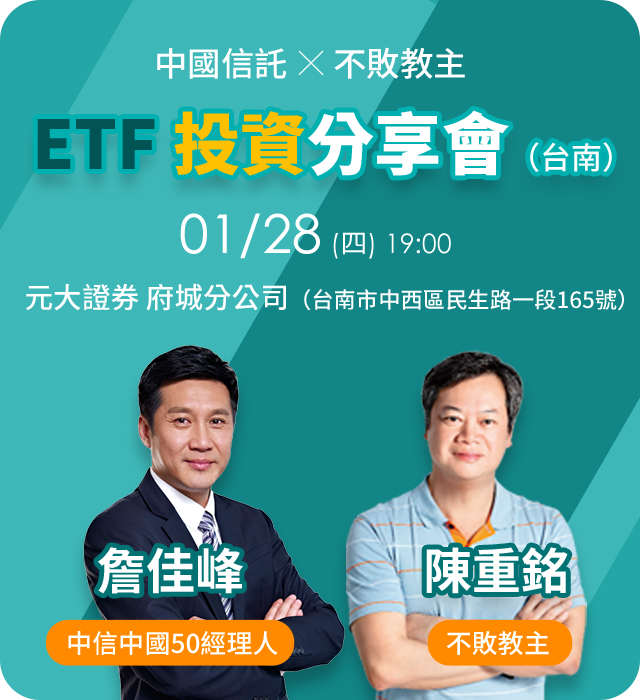 中國信託 × 不敗教主
ETF 投資分享會（台南）
01/28 (四) 19:00
元大證券 府城分公司（台南市中西區民生路一段165號）
詹佳峰
中信中國50經理人
陳重銘
不敗教主